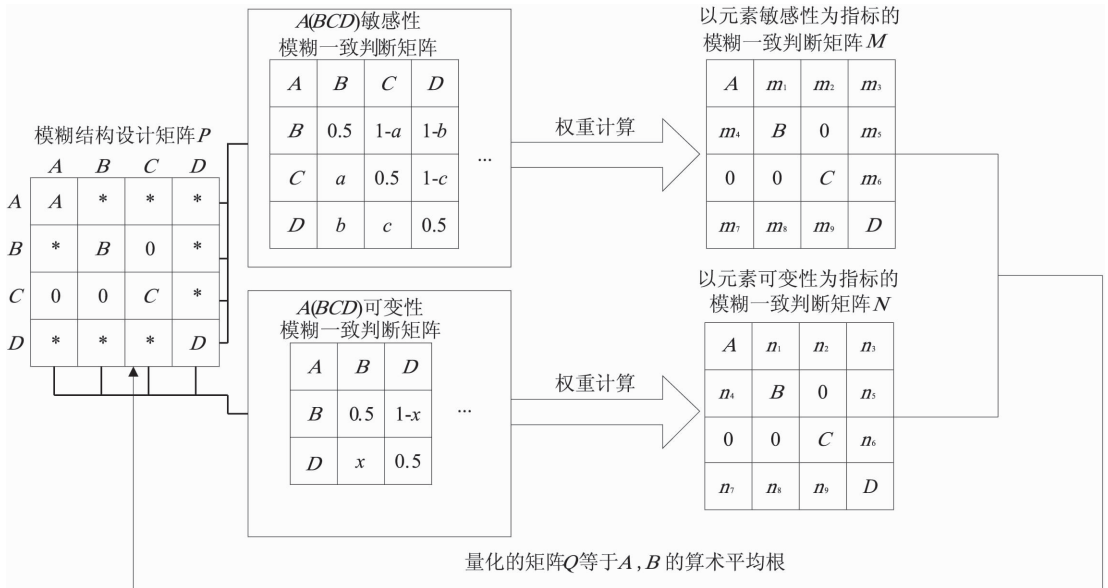 模糊结构设计矩阵P
A B C D
A A * * *
B * B 0 *
C 0 0 C *
D * * * D
A(BCD)敏感性
模糊一致判断矩阵
A B C D
B 0.5 1-a 1-b
C a 0.5 1-c
D b c 0.5
...
A(BCD)可变性
模糊一致判断矩阵
A B D
B 0.5 1-x
D x 0.5
...
权重计算
权重计算
以元素敏感性为指标的
模糊一致判断矩阵M
A m₁ m₂ m₃
m₄ B 0 m₅
0 0 C m₆
m₇ m₈ m₉ D
以元素可变性为指标的
模糊一致判断矩阵N
A n₁ n₂ n₃
n₄ B 0 n₅
0 0 C n₆
n₇ n₈ n₉ D
量化的矩阵Q等于A , B 的算术平均根